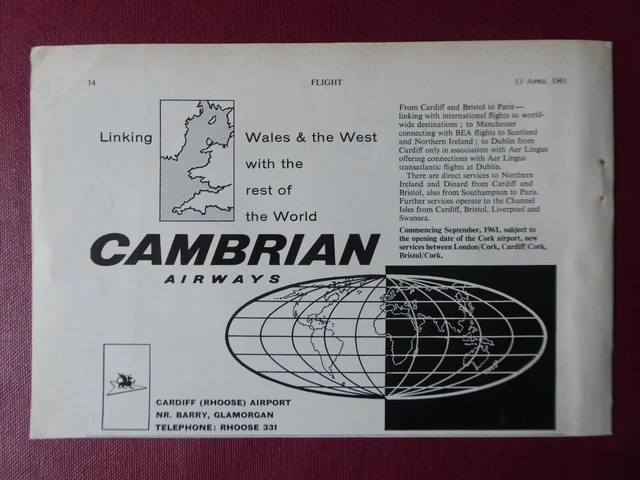 14
FLIGHT
13 APRIL 1961
Linking
Wales & the West
with the
rest of
the World
CAMBRIAN
AIRWAYS
From Cardiff and Bristol to Paris—
linking with international flights to world-
wide destinations ; to Manchester
connecting with BEA flights to Scotland
and Northern Ireland ; to Dublin from
Cardiff only in association with Aer Lingus
offering connections with Aer Lingus
transatlantic flights at Dublin.
There are direct services to Northern
Ireland and Dinard from Cardiff and
Bristol, also from Southampton to Paris.
Further services operate to the Channel
Isles from Cardiff, Bristol, Liverpool and
Swansea.
Commencing September, 1961, subject to
the opening date of the Cork airport, new
services between London/Cork, Cardiff/Cork,
Bristol/Cork.
CARDIFF (RHOOSE) AIRPORT
NR. BARRY, GLAMORGAN
TELEPHONE: RHOOSE 331